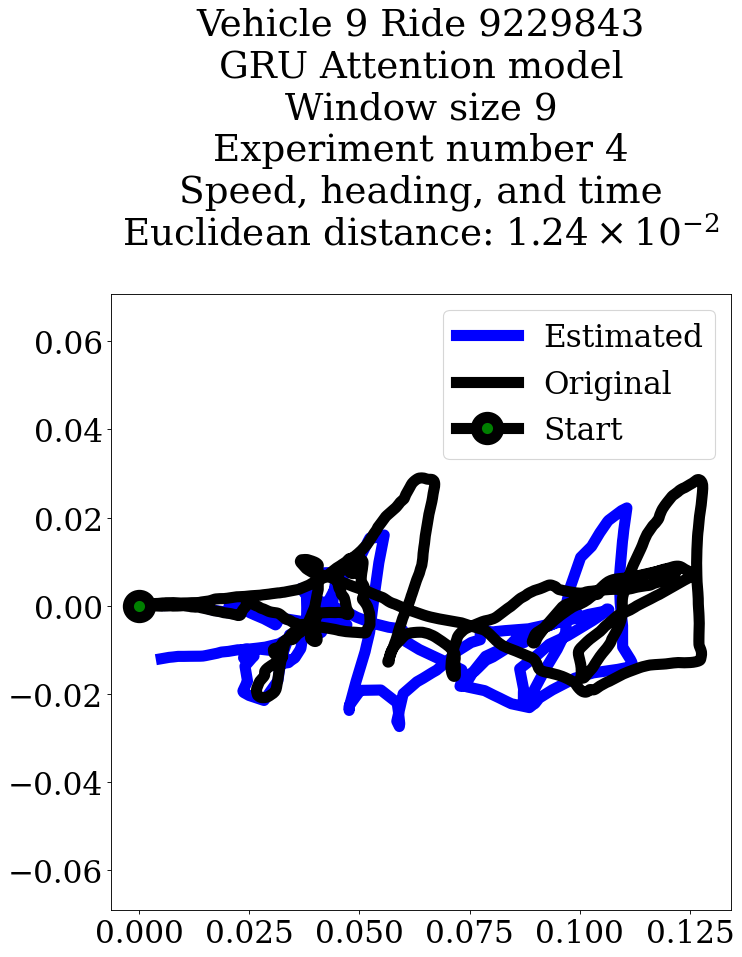 Vehicle 9 Ride 9229843
GRU Attention model
Window size 9
Experiment number 4
Speed, heading, and time
Euclidean distance: 1.24 × 10⁻²
Estimated
Original
Start
0.06
0.04
0.02
0.00
−0.02
−0.04
−0.06
0.000 0.025 0.050 0.075 0.100 0.125